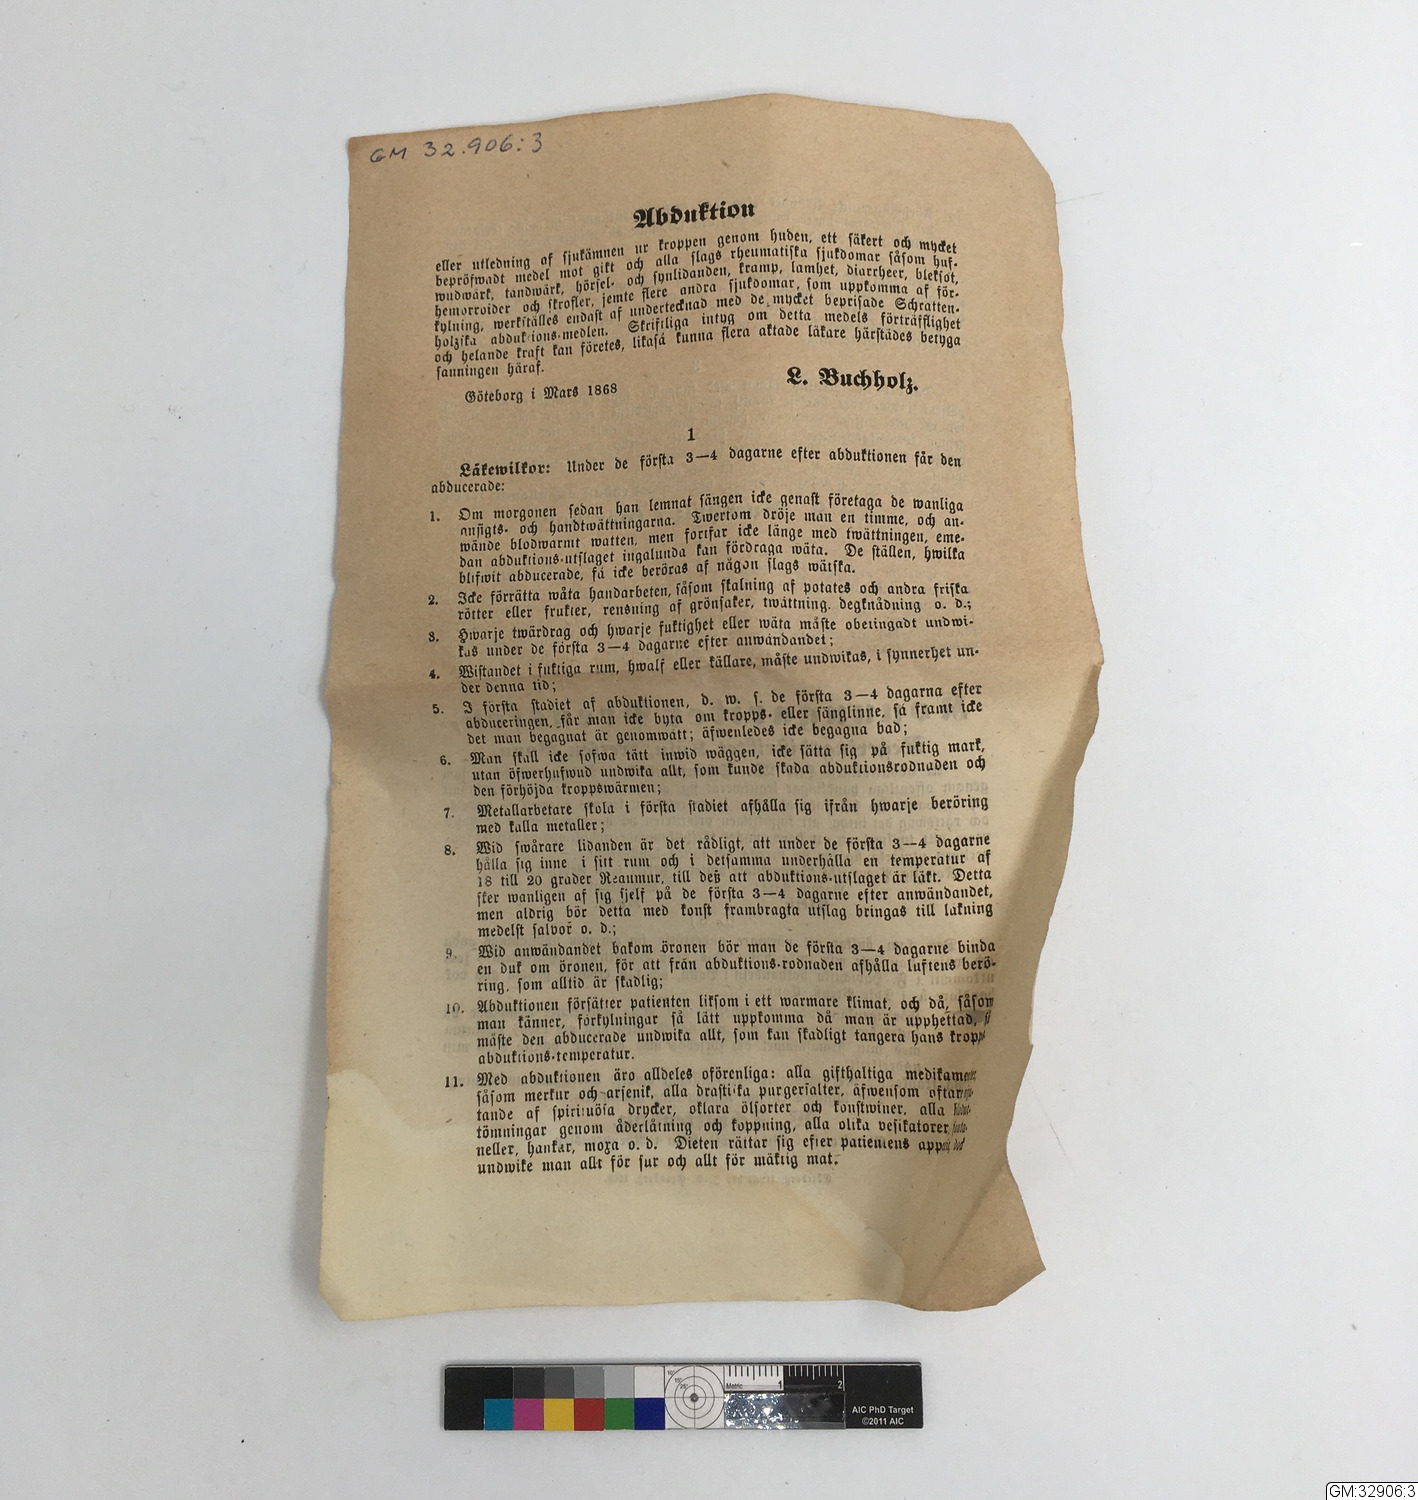 GM 32.906:3
Abduktion
eller utledning af sjukämnen ur kroppen genom huden, ett säkert och mycket
bepröfwadt medel mot gikt och alla slags rheumatiska sjukdomar såsom huf-
wudwärk, tandwärk, hörsel- och synlidanden, kramp, lamhet, diarrheer, bleksot,
hemorroider och skrofler, jemte flere andra sjukdomar, som uppkomma af för-
kylning, werkställes endast af undertecknad med de mycket beprisade Schratten-
holzska abduktions-medlen. Skriftliga intyg om detta medels förträfflighet
och helande kraft kan företes, likaså kunna flera aktade läkare härstädes betyga
sanningen häraf.
Göteborg i Mars 1868
L. Buchholz.
1
Läkewilkor: Under de första 3—4 dagarne efter abduktionen får den
abducerade:
1. Om morgonen sedan han lemnat sängen icke genast företaga de wanliga
ansigts- och handtwättningarna. Twertom dröje man en timme, och an-
wände blodwarmt watten, men fortfar icke länge med twättningen, eme-
dan abduktions-utslaget ingalunda kan fördraga wäta. De ställen, hwilka
blifwit abducerade, få icke beröras af någon slags wätska.
2. Icke förrätta wåta handarbeten, såsom skalning af potates och andra friska
rötter eller frukter, rensning af grönsaker, twättning, degknådning o. d.;
3. Hwarje twärdrag och hwarje fuktighet eller wäta måste obetingadt undwi-
kas under de första 3—4 dagarne efter anwändandet;
4. Wistandet i fuktiga rum, hwalf eller källare, måste undwikas, i synnerhet un-
der denna tid;
5. I första stadiet af abduktionen, d. w. s. de första 3—4 dagarna efter
abduceringen, får man icke byta om kropps- eller sänglinne, så framt icke
det man begagnat är genomwått; äfwenledes icke begagna bad;
6. Man skall icke sofwa tätt inwid wäggen, icke sätta sig på fuktig mark,
utan öfwerhufwud undwika allt, som kunde skada abduktionsrodnaden och
den förhöjda kroppswärmen;
7. Metallarbetare skola i första stadiet afhålla sig ifrån hwarje beröring
med kalla metaller;
8. Wid swårare lidanden är det rådligt, att under de första 3—4 dagarne
hålla sig inne i sitt rum och i detsamma underhålla en temperatur af
18 till 20 grader Reaumur, till deß att abduktions-utslaget är läkt. Detta
sker wanligen af sig sjelf på de första 3—4 dagarne efter anwändandet,
men aldrig bör detta med konst frambragta utslag bringas till läkning
medelst salvor o. d.;
9. Wid anwändandet bakom öronen bör man de första 3—4 dagarne binda
en duk om öronen, för att från abduktions-rodnaden afhålla luftens berö-
ring, som alltid är skadlig;
10. Abduktionen försätter patienten liksom i ett warmare klimat, och då, såsom
man känner, förkylningar så lätt uppkomma då man är upphettad, så
måste den abducerade undwika allt, som kan skadligt tangera hans kropps
abduktions-temperatur.
11. Med abduktionen äro alldeles oförenliga: alla gifthaltiga medikamenter
såsom merkur och arsenik, alla drastiska purgersalter, äfwensom
tande af spirituösa drycker, oklara ölsorter och konstwiner, alla
tömningar genom åderlåtning och koppning, alla olika vesikatorer,
neller, hankar, moxa o. d. Dieten rättar sig efter patientens
undwike man allt för sur och allt för mäktig mat.
Metric
1
2
AIC PhD Target
©2011 AIC
GM:32906:3